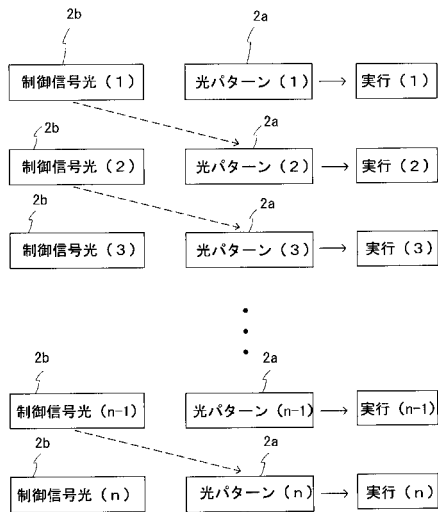 2b
2a
制御信号光(1) 光パターン(1) → 実行(1)
2b
2a
制御信号光(2) 光パターン(2) → 実行(2)
2b
2a
制御信号光(3) 光パターン(3) → 実行(3)
2b
2a
制御信号光(n-1) 光パターン(n-1) → 実行(n-1)
2b
2a
制御信号光(n) 光パターン(n) → 実行(n)